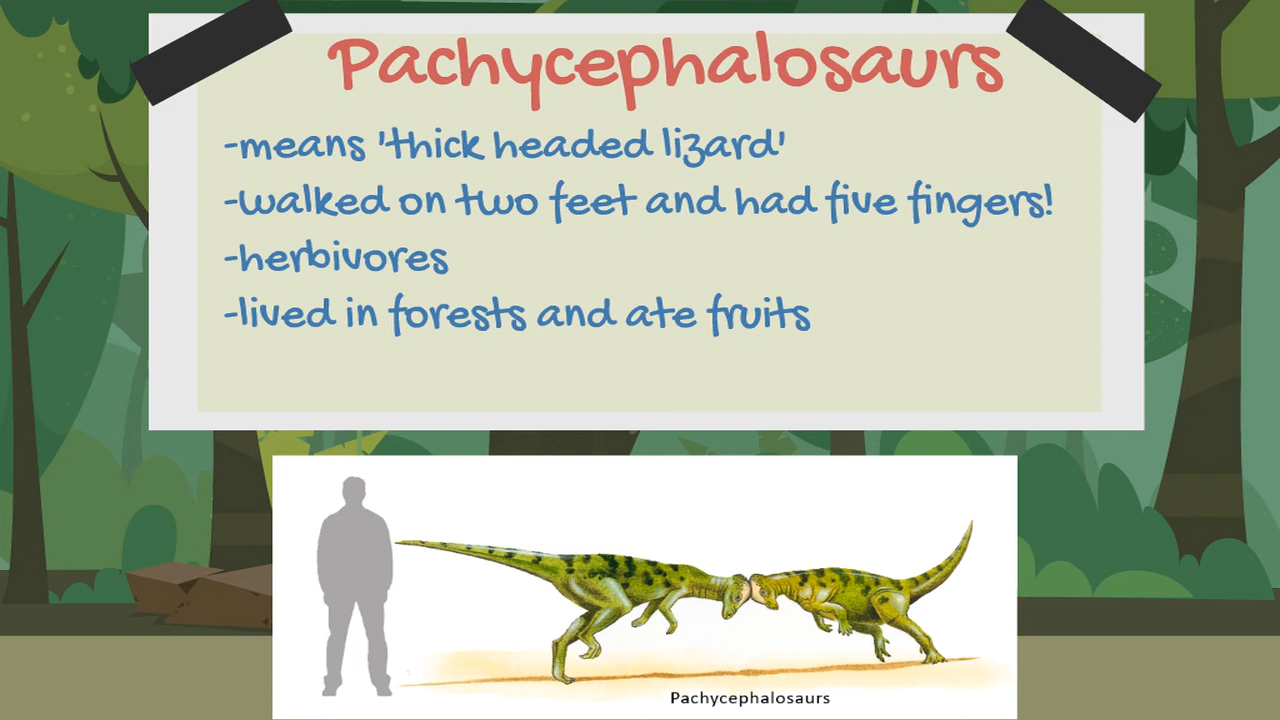 Pachycephalosaurs
-means 'thick headed lizard'
-walked on two feet and had five fingers!
-herbivores
-lived in forests and ate fruits
Pachycephalosaurs